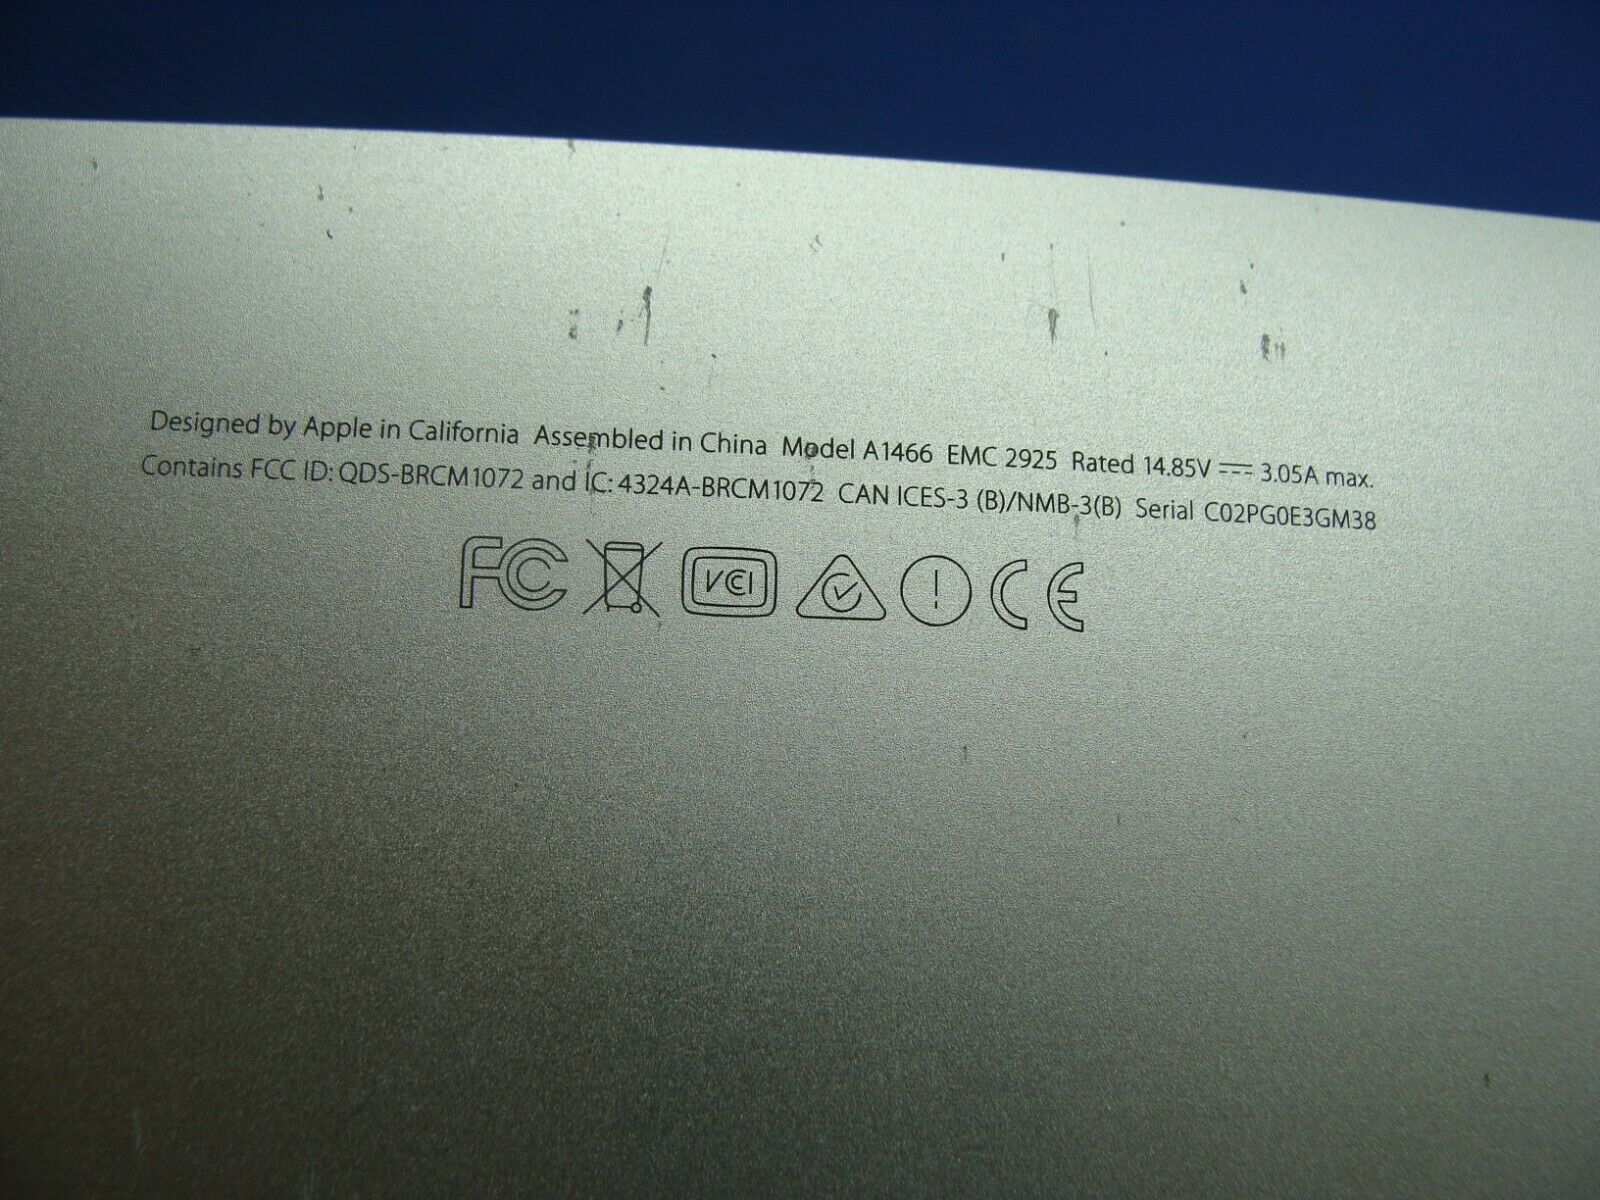 Designed by Apple in California Assembled in China Model A1466 EMC 2925 Rated 14.85V ⎓ 3.05A max.
Contains FCC ID: QDS-BRCM1072 and IC: 4324A-BRCM1072 CAN ICES-3 (B)/NMB-3(B) Serial C02PG0E3GM38
FC VCI ! CE